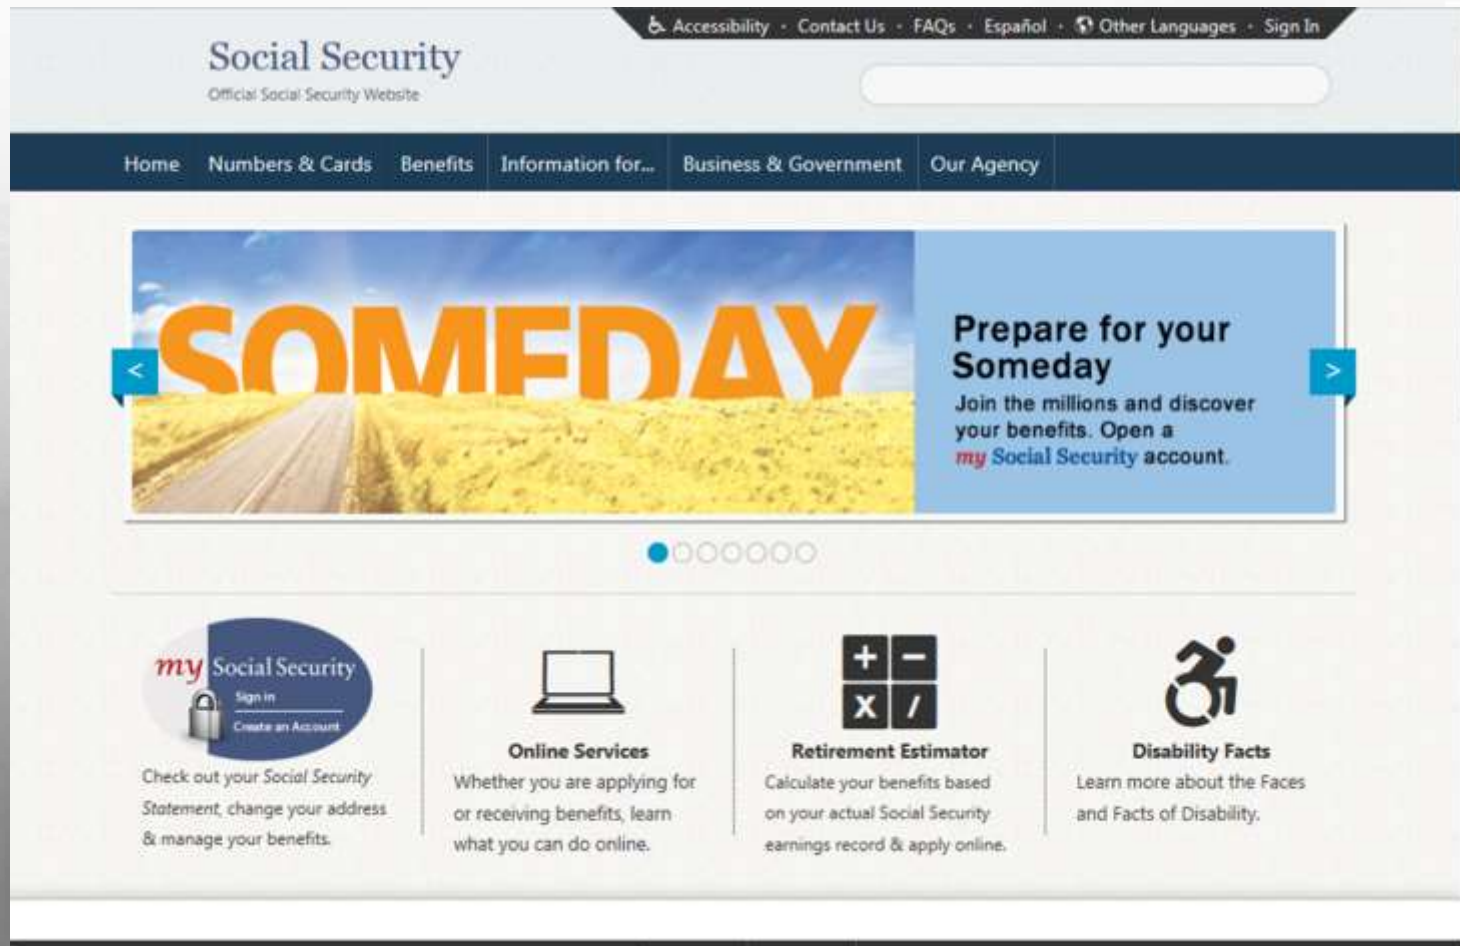 Accessibility · Contact Us · FAQs · Español · Other Languages · Sign In
Social Security
Official Social Security Website
Home Numbers & Cards Benefits Information for... Business & Government Our Agency
SOMEDAY
Prepare for your
Someday
Join the millions and discover
your benefits. Open a
my Social Security account.
<
>
my Social Security
Sign in
Create an Account
Check out your Social Security
Statement, change your address
& manage your benefits.
Online Services
Whether you are applying for
or receiving benefits, learn
what you can do online.
+ −
X /
Retirement Estimator
Calculate your benefits based
on your actual Social Security
earnings record & apply online.
Disability Facts
Learn more about the Faces
and Facts of Disability.